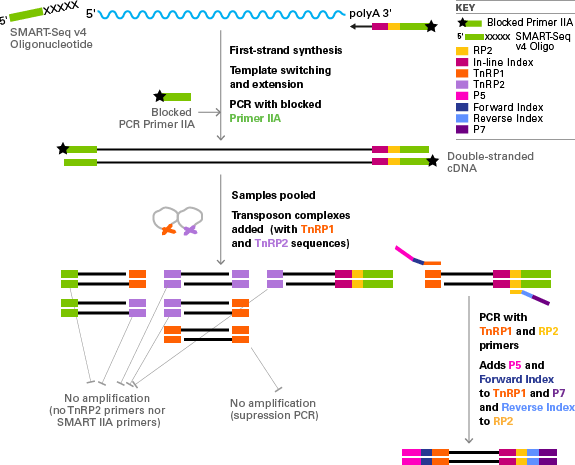 5'
XXXXX
SMART-Seq v4
Oligonucleotide
5'
polyA 3'
First-strand synthesis
Template switching
and extension
PCR with blocked
Primer IIA
Blocked
PCR Primer IIA
KEY
Blocked Primer IIA
5' xxxxx SMART-Seq
v4 Oligo
RP2
In-line Index
TnRP1
TnRP2
P5
Forward Index
Reverse Index
P7
Double-stranded
cDNA
Samples pooled
Transposon complexes
added (with TnRP1
and TnRP2 sequences)
No amplification
(no TnRP2 primers nor
SMART IIA primers)
No amplification
(supression PCR)
PCR with
TnRP1 and RP2
primers
Adds P5 and
Forward Index
to TnRP1 and P7
and Reverse Index
to RP2